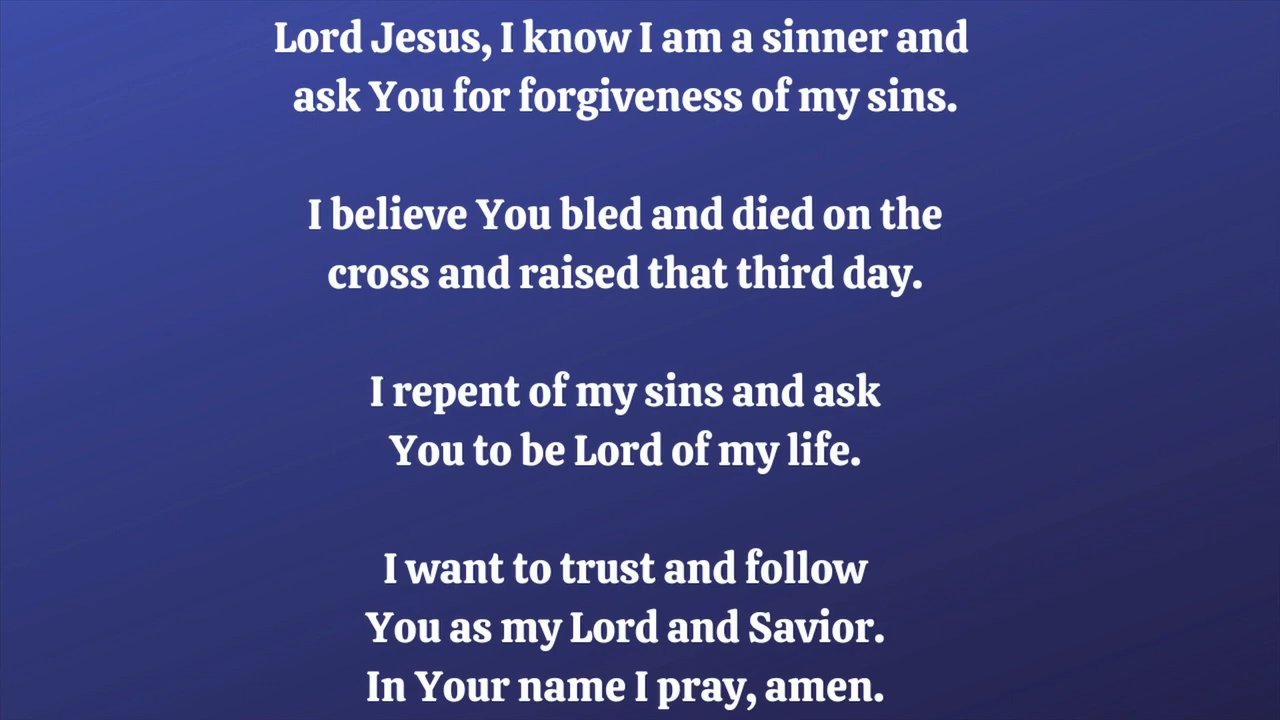 Lord Jesus, I know I am a sinner and
ask You for forgiveness of my sins.
I believe You bled and died on the
cross and raised that third day.
I repent of my sins and ask
You to be Lord of my life.
I want to trust and follow
You as my Lord and Savior.
In Your name I pray, amen.